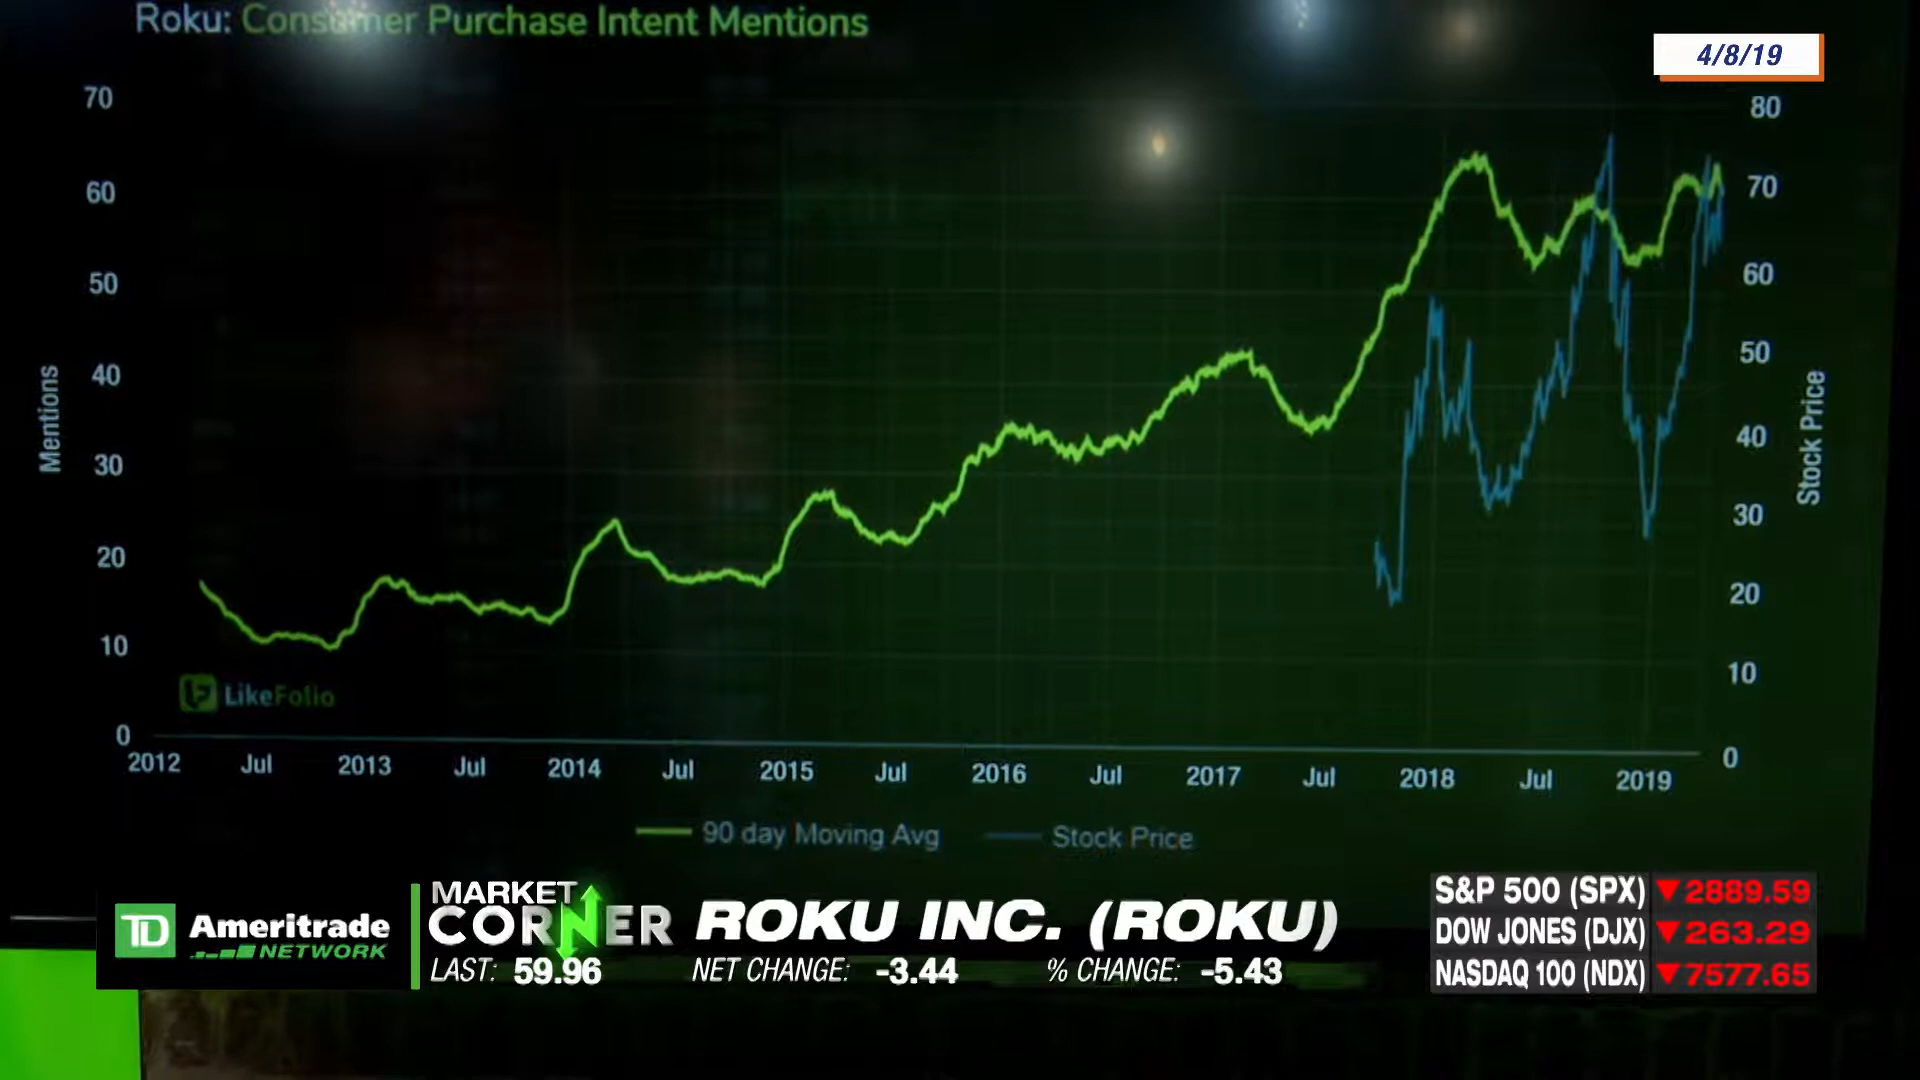 Roku: Consumer Purchase Intent Mentions
4/8/19
70
60
50
40
30
20
10
0
Mentions
80
70
60
50
40
30
20
10
0
Stock Price
LikeFolio
2012 Jul 2013 Jul 2014 Jul 2015 Jul 2016 Jul 2017 Jul 2018 Jul 2019
90 day Moving Avg Stock Price
TD Ameritrade NETWORK
MARKET CORNER
ROKU INC. (ROKU)
LAST: 59.96 NET CHANGE: -3.44 % CHANGE: -5.43
S&P 500 (SPX) ▼2889.59
DOW JONES (DJX) ▼263.29
NASDAQ 100 (NDX) ▼7577.65